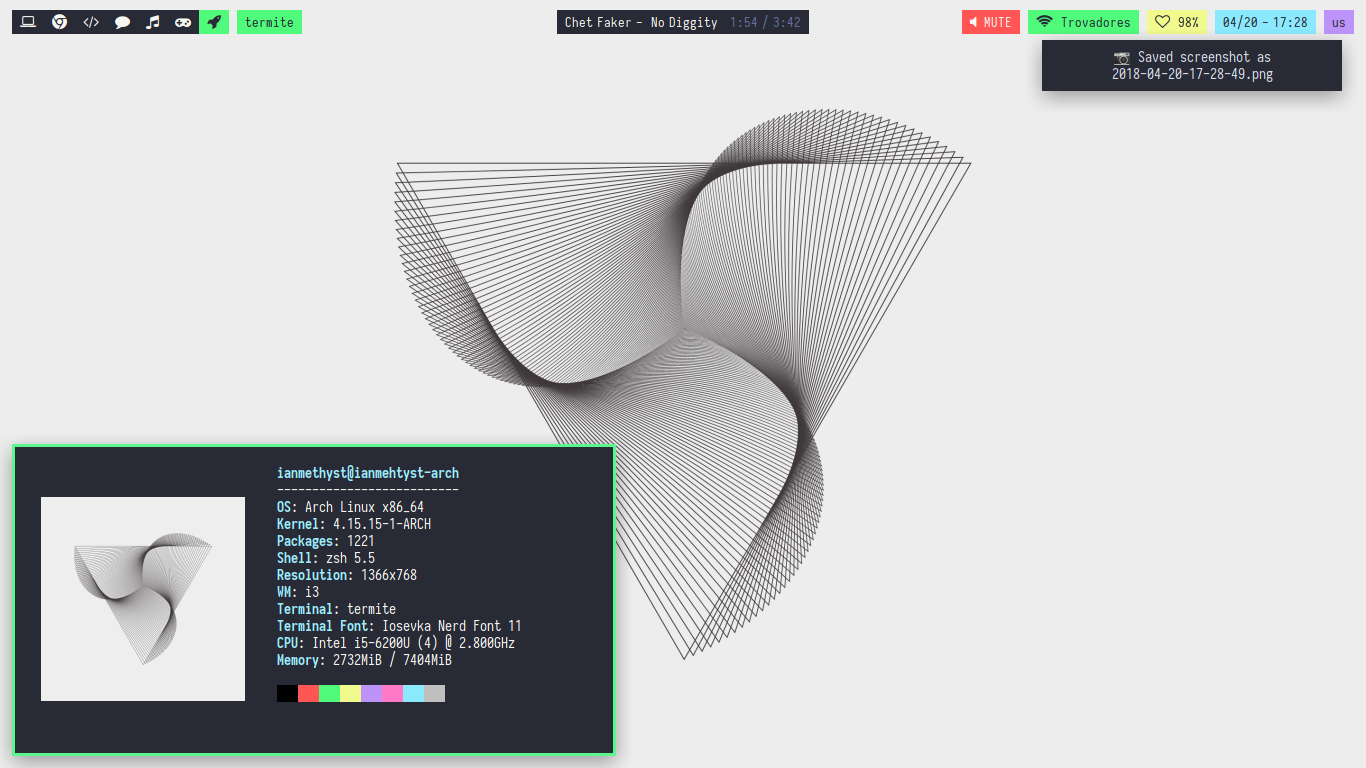 termite
Chet Faker - No Diggity 1:54 / 3:42
MUTE
Trovadores
98%
04/20 - 17:28
us
Saved screenshot as
2018-04-20-17-28-49.png
ianmethyst@ianmehtyst-arch
--------------------------
OS: Arch Linux x86_64
Kernel: 4.15.15-1-ARCH
Packages: 1221
Shell: zsh 5.5
Resolution: 1366x768
WM: i3
Terminal: termite
Terminal Font: Iosevka Nerd Font 11
CPU: Intel i5-6200U (4) @ 2.800GHz
Memory: 2732MiB / 7404MiB